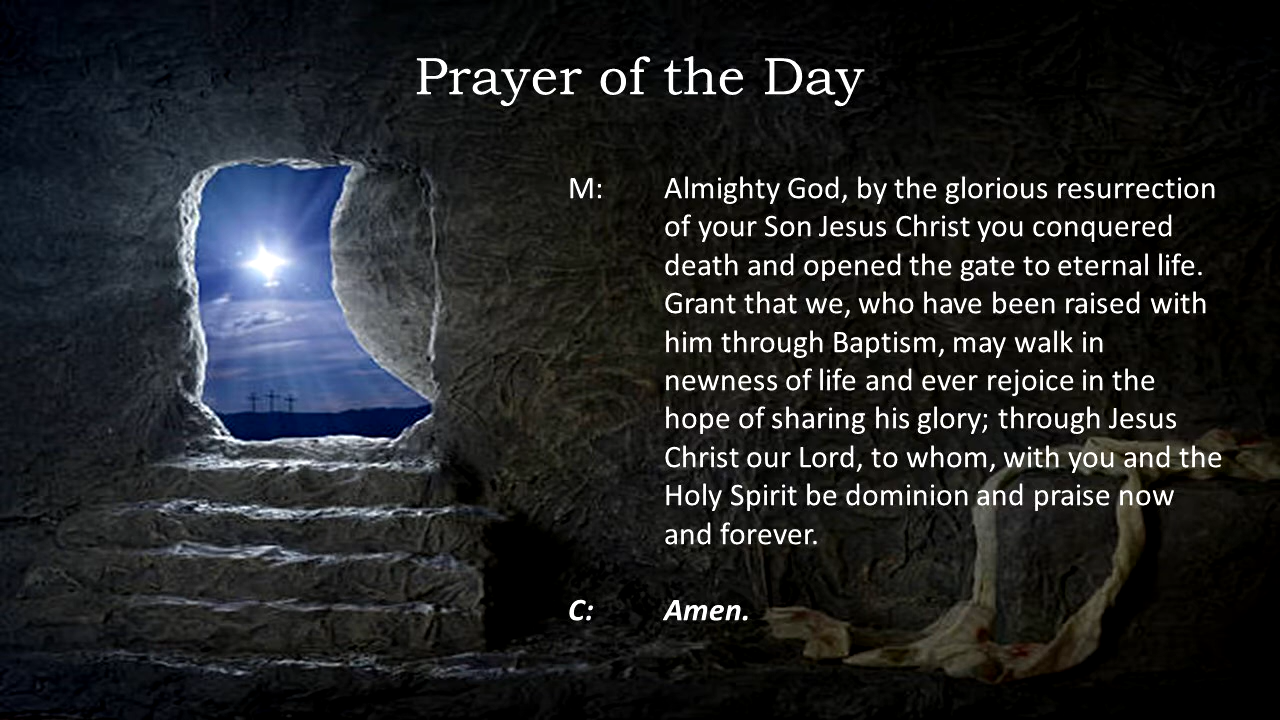 Prayer of the Day
M: Almighty God, by the glorious resurrection
of your Son Jesus Christ you conquered
death and opened the gate to eternal life.
Grant that we, who have been raised with
him through Baptism, may walk in
newness of life and ever rejoice in the
hope of sharing his glory; through Jesus
Christ our Lord, to whom, with you and the
Holy Spirit be dominion and praise now
and forever.
C: Amen.